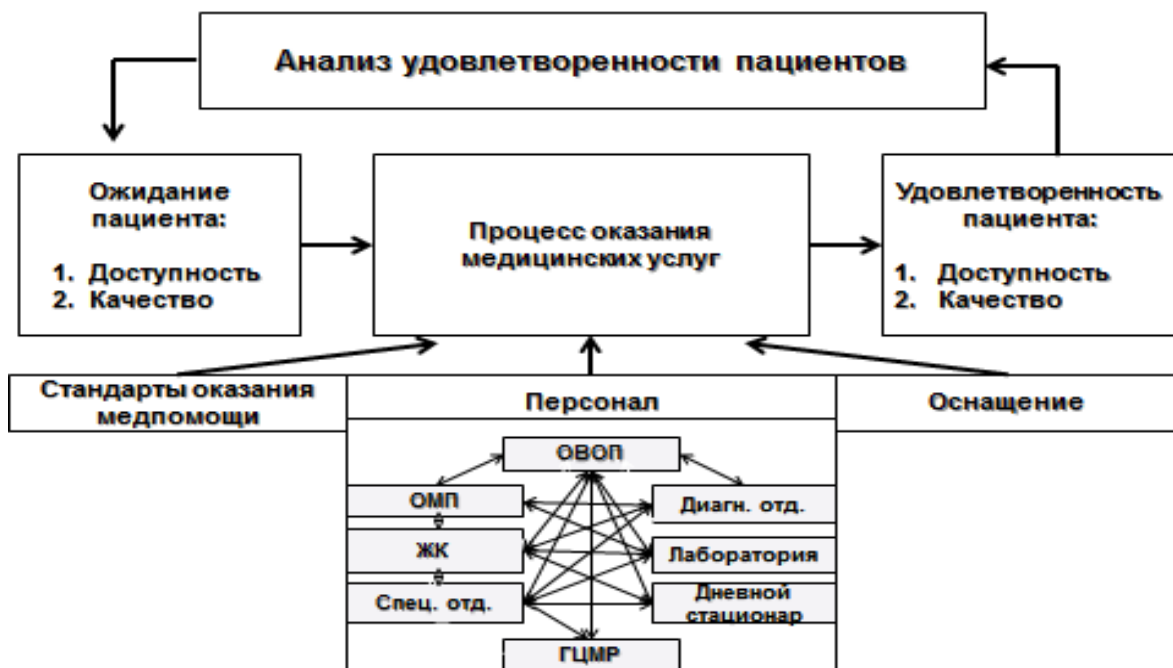 Анализ удовлетворенности пациентов
Ожидание
пациента:
1. Доступность
2. Качество
Процесс оказания
медицинских услуг
Удовлетворенность
пациента:
1. Доступность
2. Качество
Стандарты оказания
медпомощи
Персонал
Оснащение
ОВОП
ОМП
Диагн. отд.
ЖК
Лаборатория
Спец. отд.
Дневной
стационар
ГЦМР